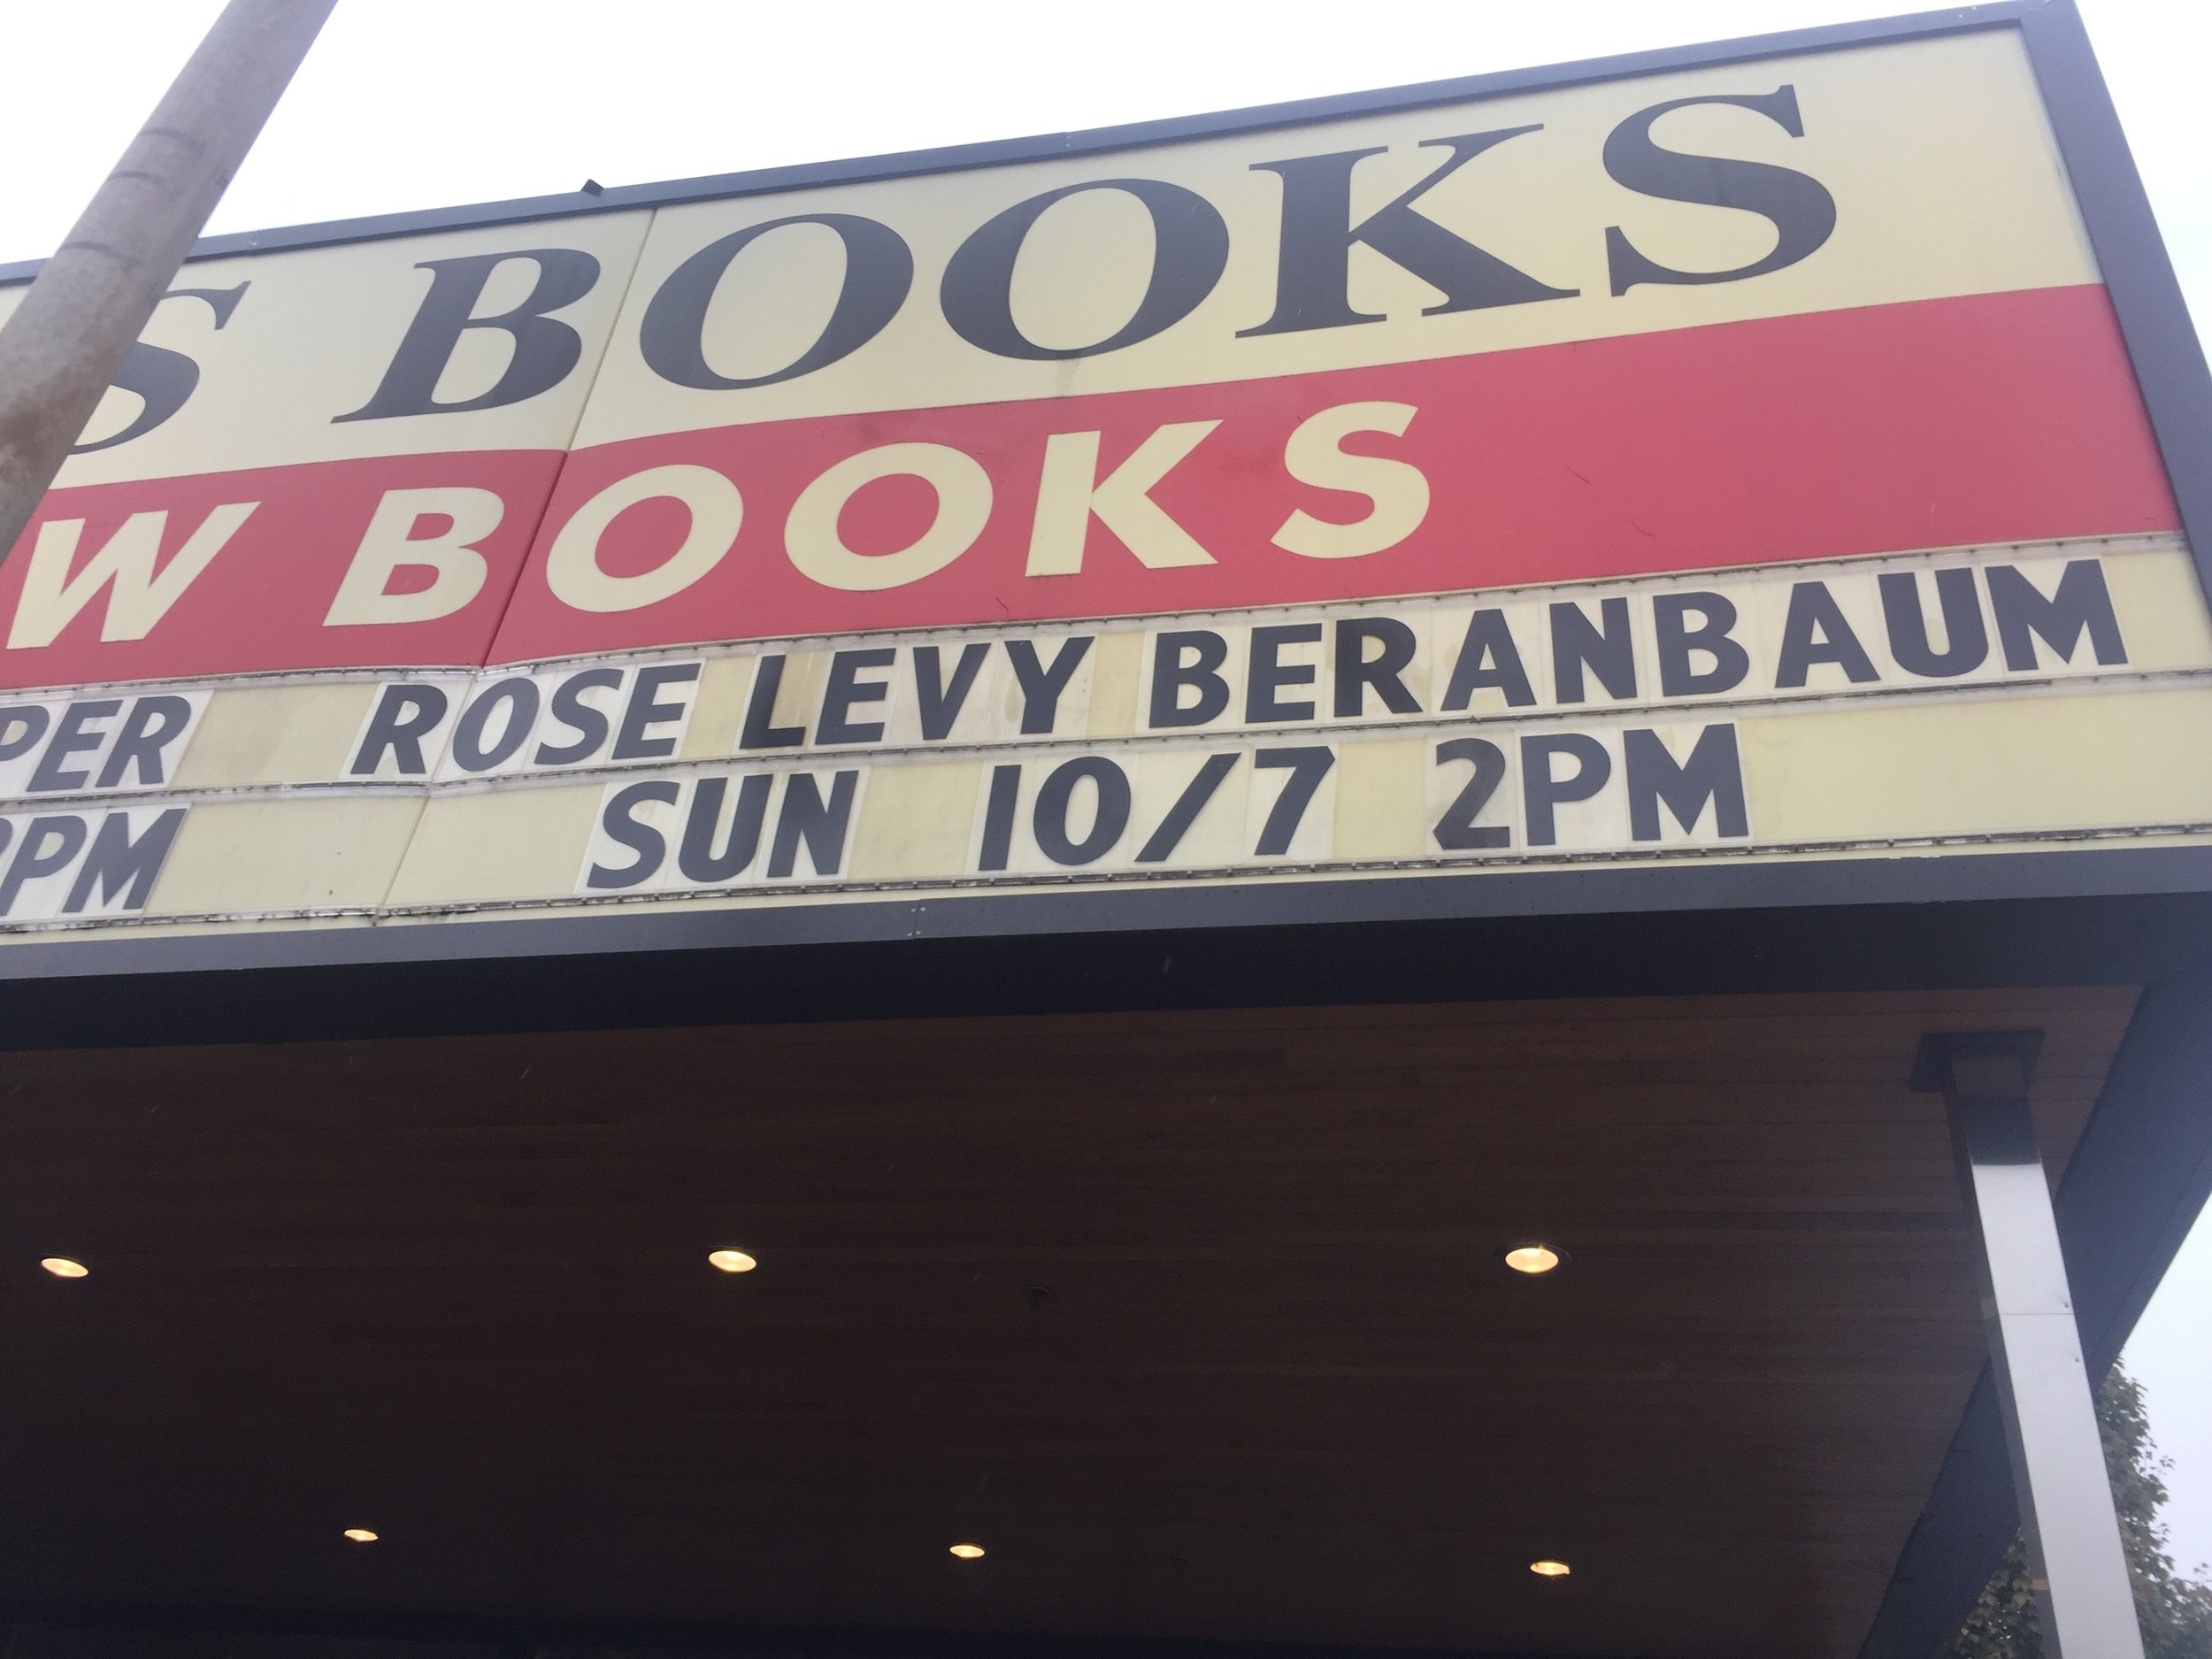 S BOOKS
W BOOKS
PER ROSE LEVY BERANBAUM
PM SUN 10/7 2PM